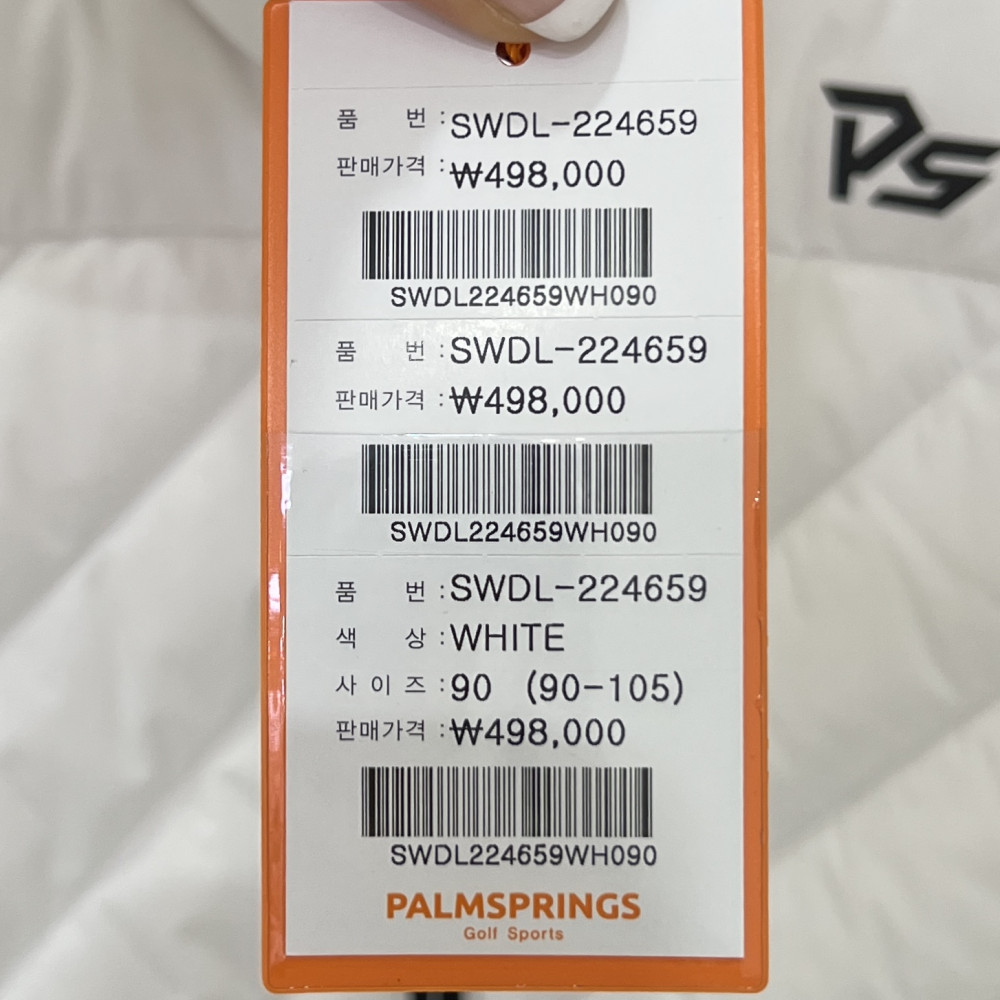 품 번 : SWDL-224659
PS
판매가격 : ₩498,000
SWDL224659WH090
품 번 : SWDL-224659
판매가격 : ₩498,000
SWDL224659WH090
품 번 : SWDL-224659
색 상 : WHITE
사 이 즈 : 90 (90-105)
판매가격 : ₩498,000
SWDL224659WH090
PALMSPRINGS
Golf Sports